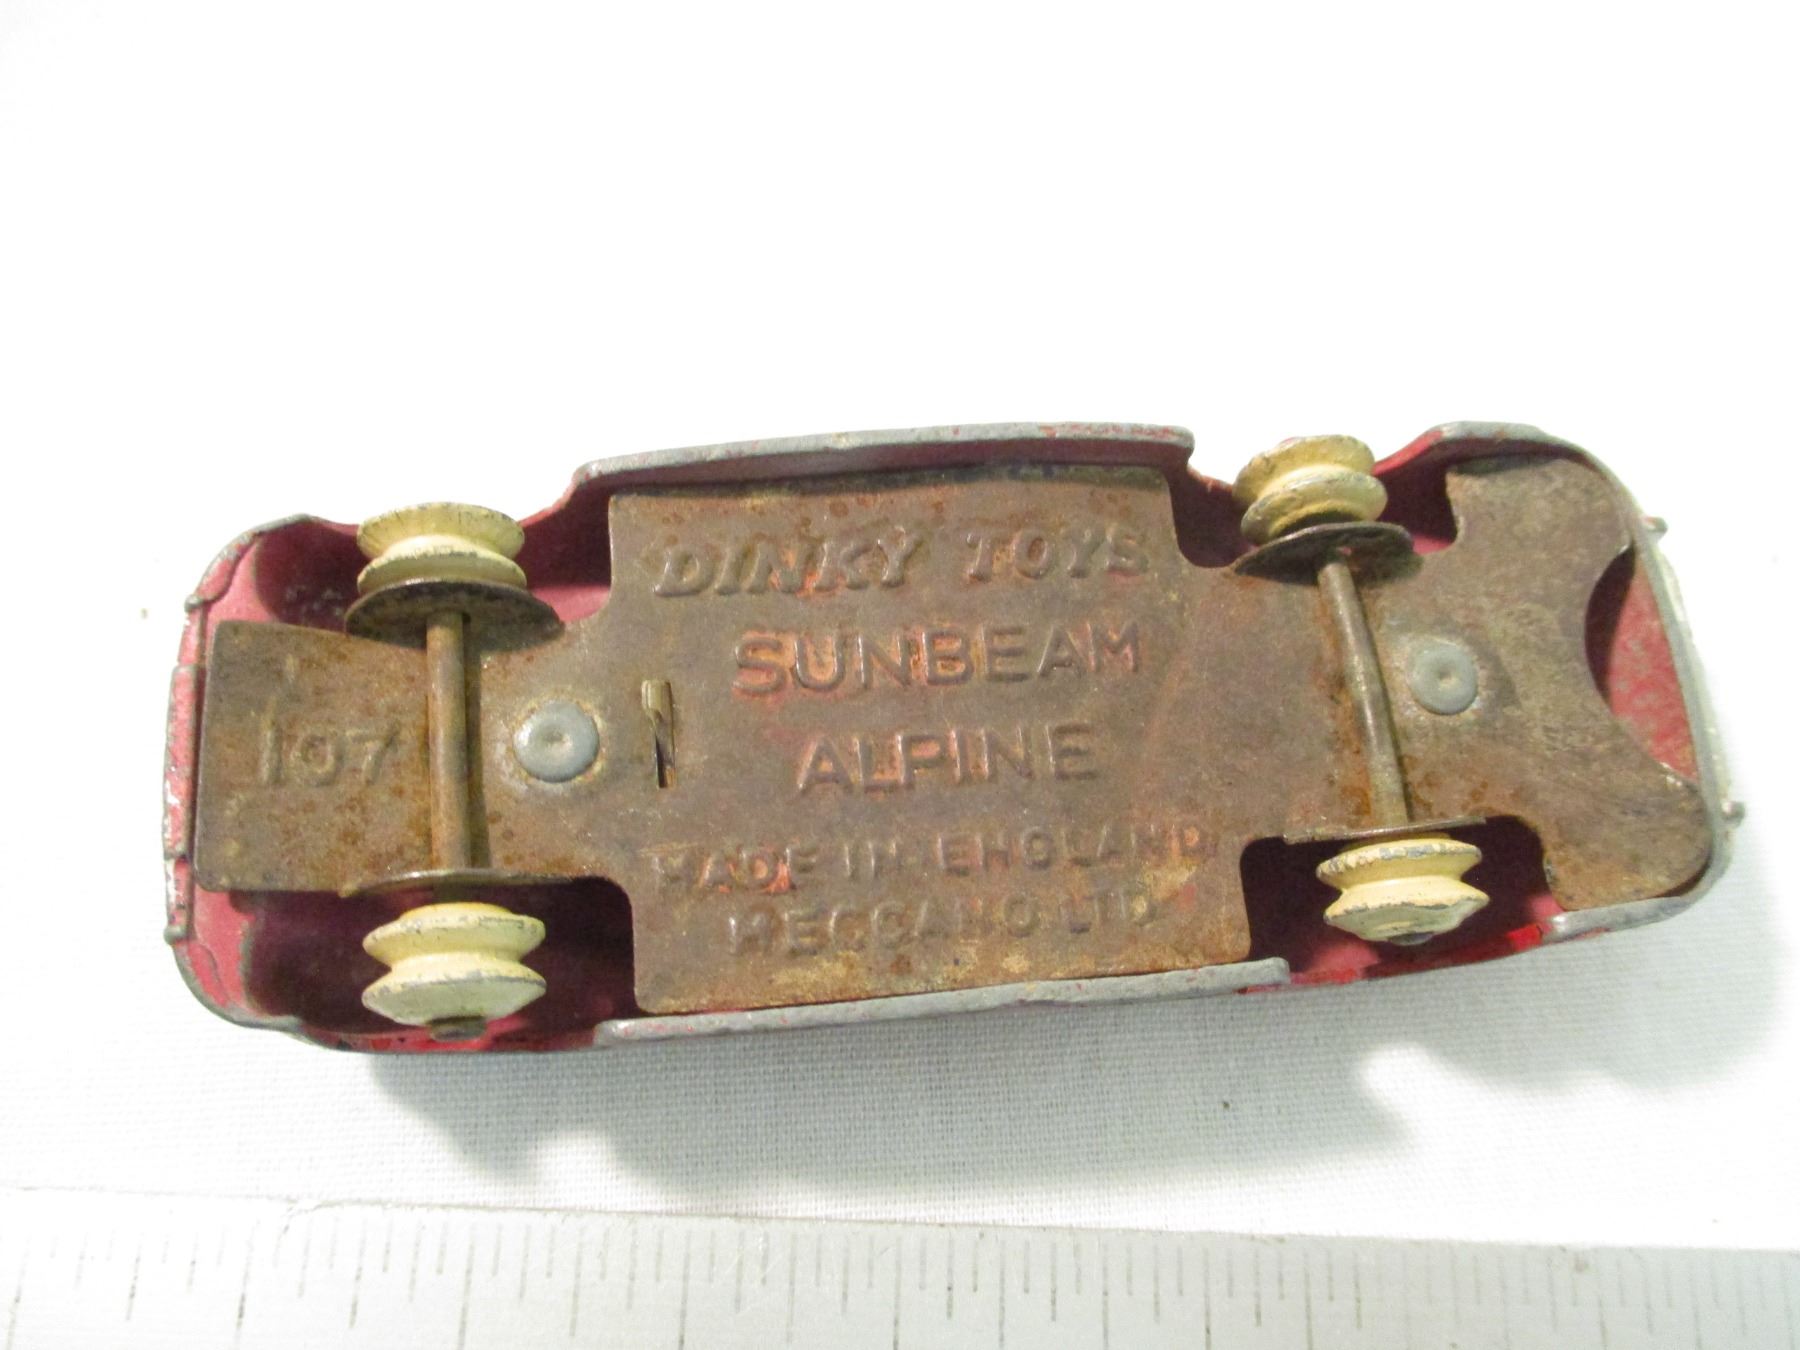 DINKY TOYS
SUNBEAM
ALPINE
107
MADE IN ENGLAND
MECCANO LTD